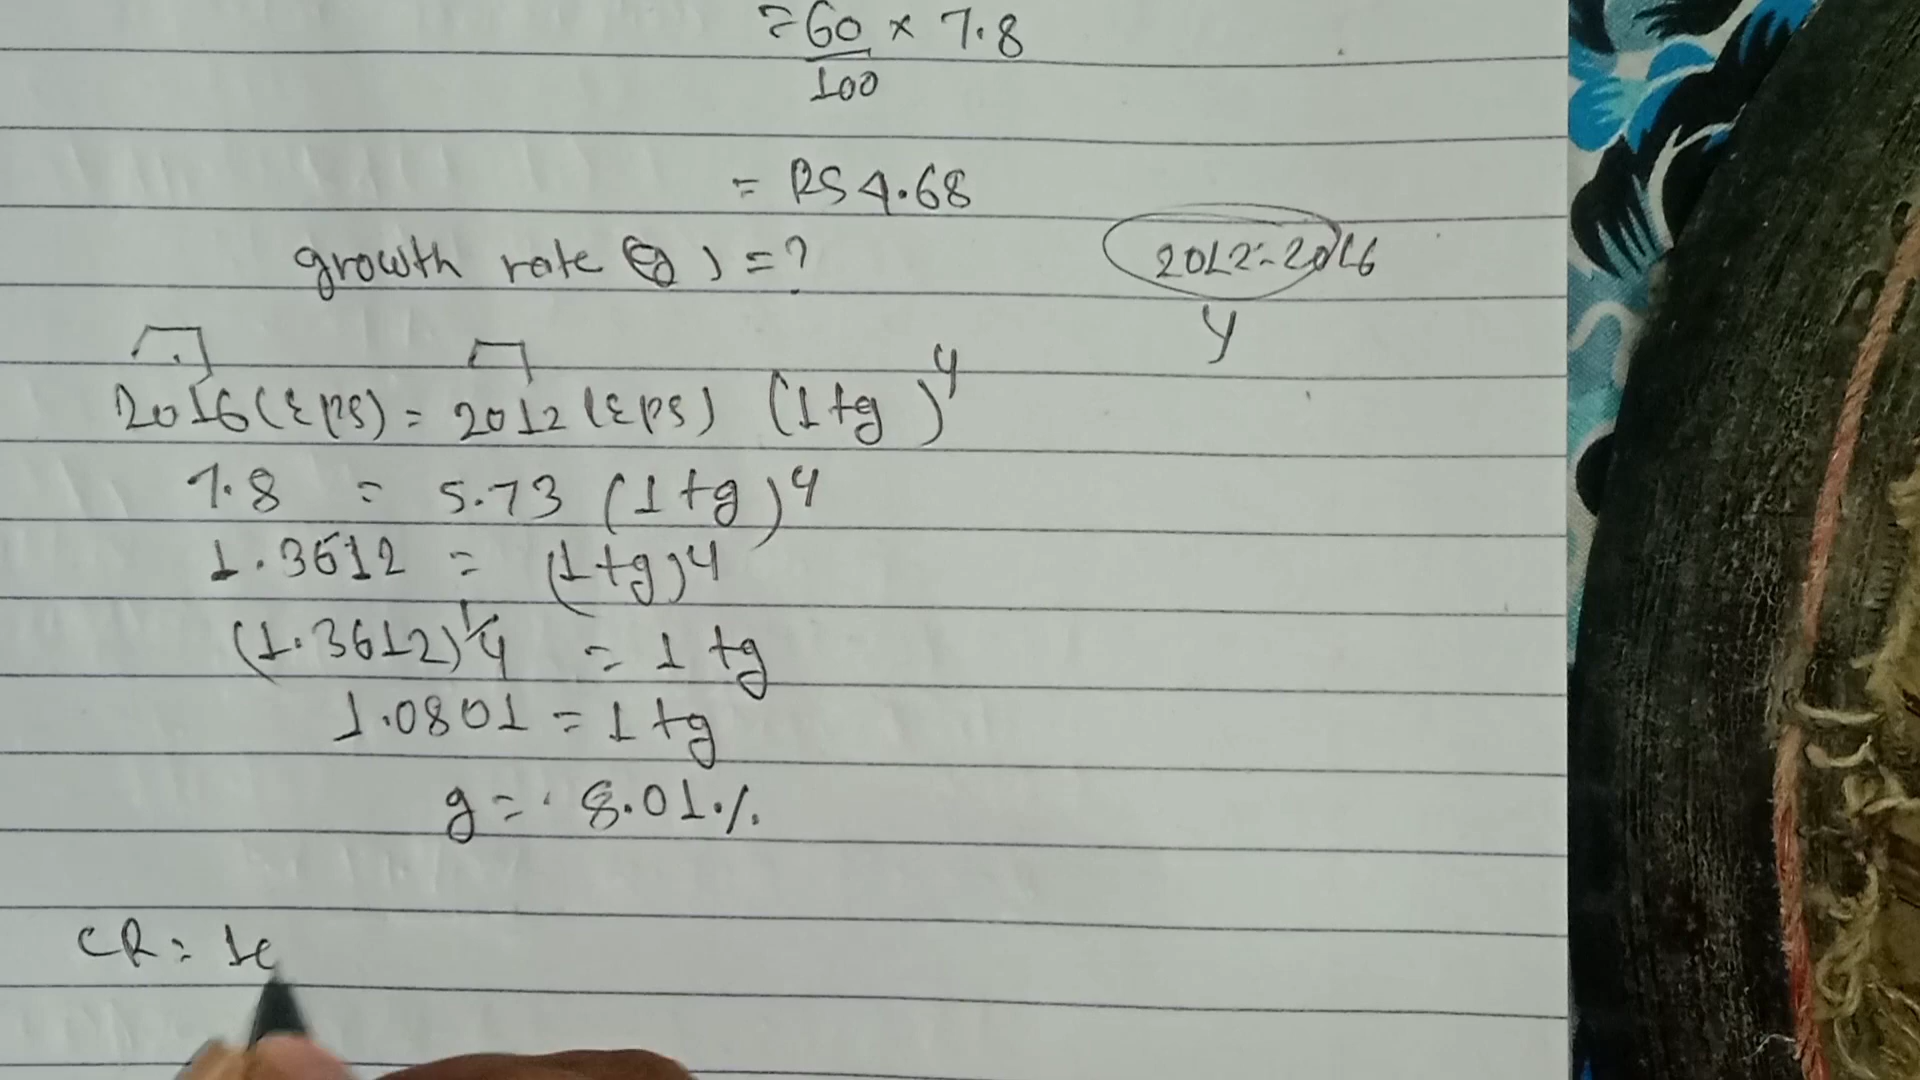 = 60 × 7.8
100
= RS 4.68
growth rate (g) = ?
2012-2016
4
2016 (EPS) = 2012 (EPS) (1+g)^4
7.8 = 5.73 (1+g)^4
1.3612 = (1+g)^4
(1.3612)^1/4 = 1+g
1.0801 = 1+g
g = 8.01%
CR =